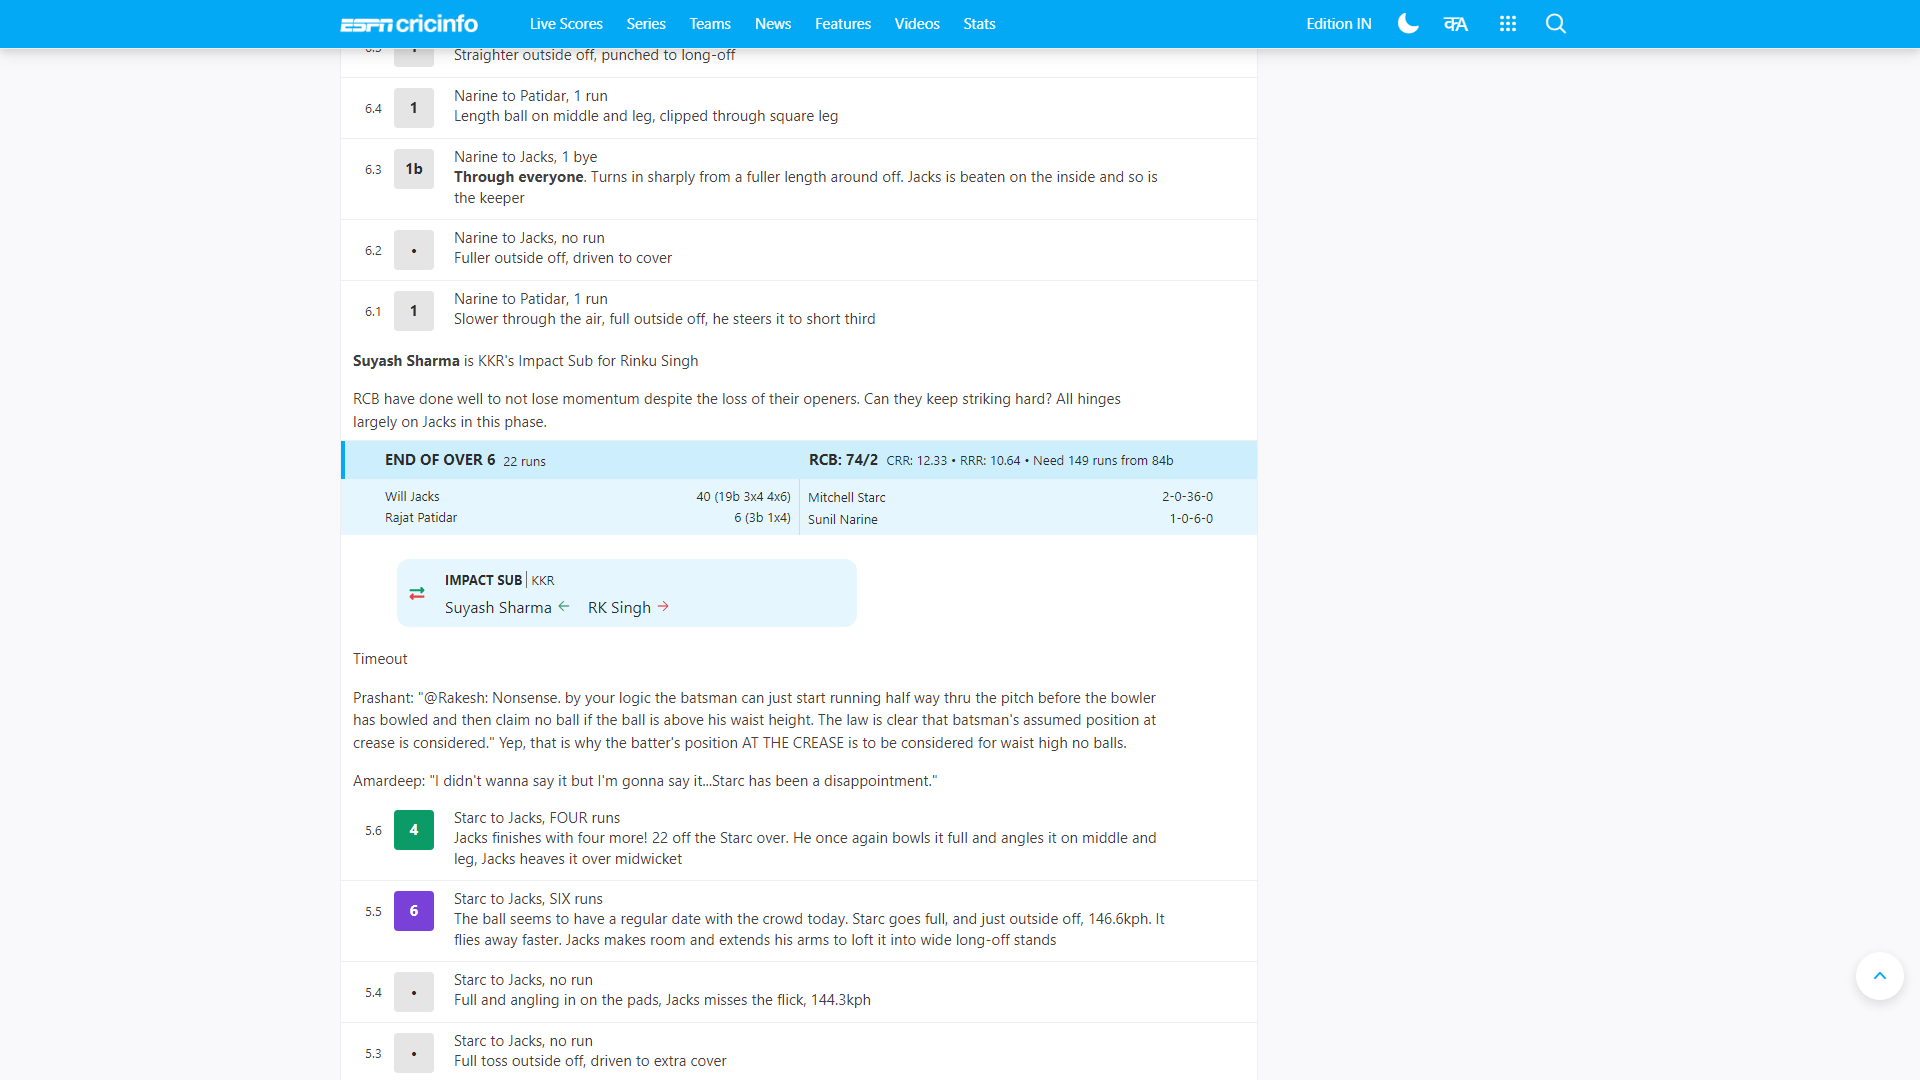 ESPN cricinfo Live Scores Series Teams News Features Videos Stats Edition IN
Straighter outside off, punched to long-off
6.4 1 Narine to Patidar, 1 run
Length ball on middle and leg, clipped through square leg
6.3 1b Narine to Jacks, 1 bye
Through everyone. Turns in sharply from a fuller length around off. Jacks is beaten on the inside and so is
the keeper
6.2 • Narine to Jacks, no run
Fuller outside off, driven to cover
6.1 1 Narine to Patidar, 1 run
Slower through the air, full outside off, he steers it to short third
Suyash Sharma is KKR's Impact Sub for Rinku Singh
RCB have done well to not lose momentum despite the loss of their openers. Can they keep striking hard? All hinges
largely on Jacks in this phase.
END OF OVER 6 22 runs RCB: 74/2 CRR: 12.33 • RRR: 10.64 • Need 149 runs from 84b
Will Jacks 40 (19b 3x4 4x6) Mitchell Starc 2-0-36-0
Rajat Patidar 6 (3b 1x4) Sunil Narine 1-0-6-0
IMPACT SUB | KKR
Suyash Sharma ← RK Singh →
Timeout
Prashant: "@Rakesh: Nonsense. by your logic the batsman can just start running half way thru the pitch before the bowler
has bowled and then claim no ball if the ball is above his waist height. The law is clear that batsman's assumed position at
crease is considered." Yep, that is why the batter's position AT THE CREASE is to be considered for waist high no balls.
Amardeep: "I didn't wanna say it but I'm gonna say it...Starc has been a disappointment."
5.6 4 Starc to Jacks, FOUR runs
Jacks finishes with four more! 22 off the Starc over. He once again bowls it full and angles it on middle and
leg, Jacks heaves it over midwicket
5.5 6 Starc to Jacks, SIX runs
The ball seems to have a regular date with the crowd today. Starc goes full, and just outside off, 146.6kph. It
flies away faster. Jacks makes room and extends his arms to loft it into wide long-off stands
5.4 • Starc to Jacks, no run
Full and angling in on the pads, Jacks misses the flick, 144.3kph
5.3 • Starc to Jacks, no run
Full toss outside off, driven to extra cover